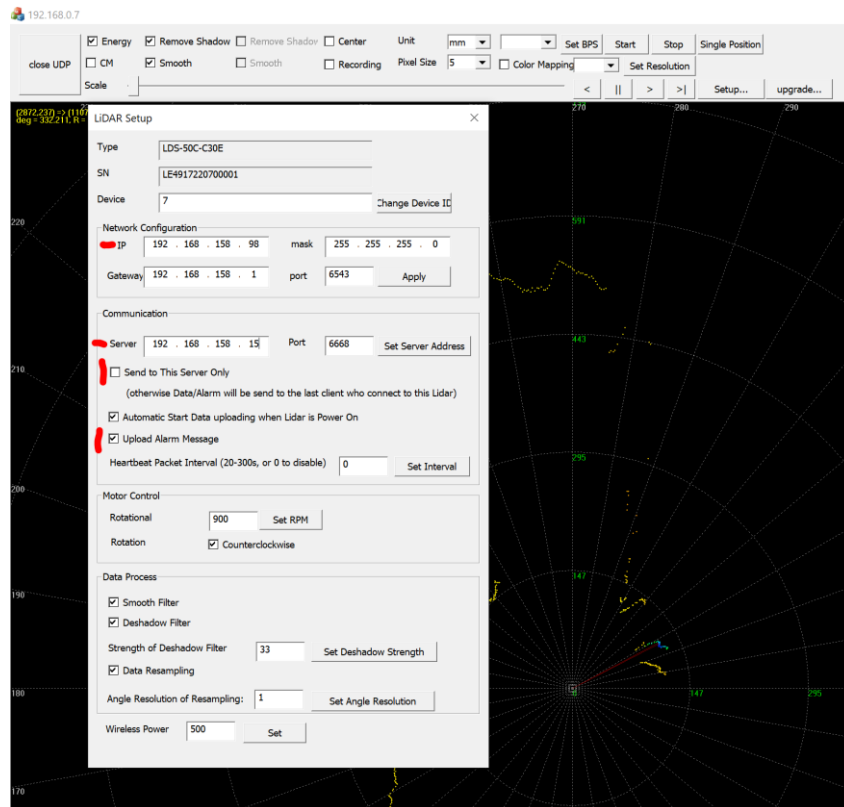 192.168.0.7
close UDP
Energy Remove Shadow Remove Shadov Center Unit mm Set BPS Start Stop Single Position
CM Smooth Smooth Recording Pixel Size 5 Color Mapping Set Resolution
Scale < || > >| Setup... upgrade...
270 280 290
LiDAR Setup
Type LDS-50C-C30E
SN LE4917220700001
Device 7 Change Device ID
220
591
Network Configuration
IP 192 . 168 . 158 . 98 mask 255 . 255 . 255 . 0
Gateway 192 . 168 . 158 . 1 port 6543 Apply
Communication
Server 192 . 168 . 158 . 15 Port 6668 Set Server Address
443
210
Send to This Server Only
(otherwise Data/Alarm will be send to the last client who connect to this Lidar)
Automatic Start Data uploading when Lidar is Power On
Upload Alarm Message
Heartbeat Packet Interval (20-300s, or 0 to disable) 0 Set Interval
295
200
Motor Control
Rotational 900 Set RPM
Rotation Counterclockwise
147
Data Process
190
Smooth Filter
Deshadow Filter
Strength of Deshadow Filter 33 Set Deshadow Strength
Data Resampling
Angle Resolution of Resampling: 1 Set Angle Resolution
180
147 295
Wireless Power 500 Set
170